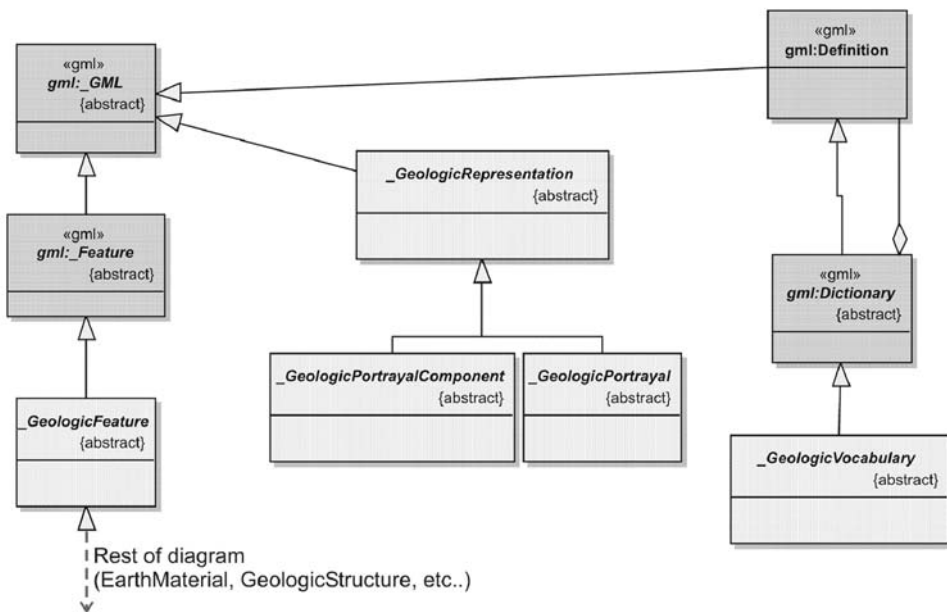 «gml»
gml:_GML
{abstract}
«gml»
gml:Definition
_GeologicRepresentation
{abstract}
«gml»
gml:_Feature
{abstract}
«gml»
gml:Dictionary
{abstract}
_GeologicPortrayalComponent
{abstract}
_GeologicPortrayal
{abstract}
_GeologicFeature
{abstract}
_GeologicVocabulary
{abstract}
Rest of diagram
(EarthMaterial, GeologicStructure, etc..)